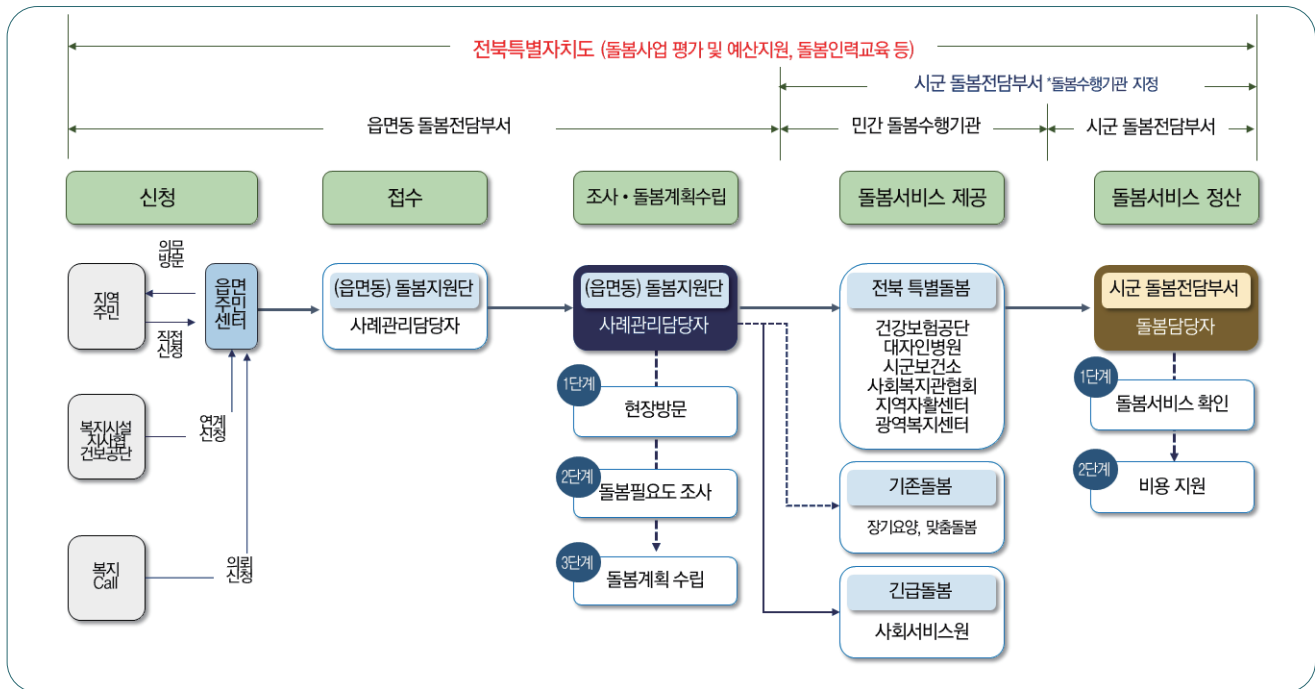 전북특별자치도 (돌봄사업 평가 및 예산지원, 돌봄인력교육 등)
시군 돌봄전담부서 *돌봄수행기관 지정
읍면동 돌봄전담부서
민간 돌봄수행기관
시군 돌봄전담부서
신청
접수
조사・돌봄계획수립
돌봄서비스 제공
돌봄서비스 정산
의무
방문
지역
주민
직접
신청
읍면
주민
센터
복지시설
지사협
건보공단
연계
신청
복지
Call
의뢰
신청
(읍면동) 돌봄지원단
사례관리담당자
(읍면동) 돌봄지원단
사례관리담당자
1단계
현장방문
2단계
돌봄필요도 조사
3단계
돌봄계획 수립
전북 특별돌봄
건강보험공단
대자인병원
시군보건소
사회복지관협회
지역자활센터
광역복지센터
기존돌봄
장기요양, 맞춤돌봄
긴급돌봄
사회서비스원
시군 돌봄전담부서
돌봄담당자
1단계
돌봄서비스 확인
2단계
비용 지원